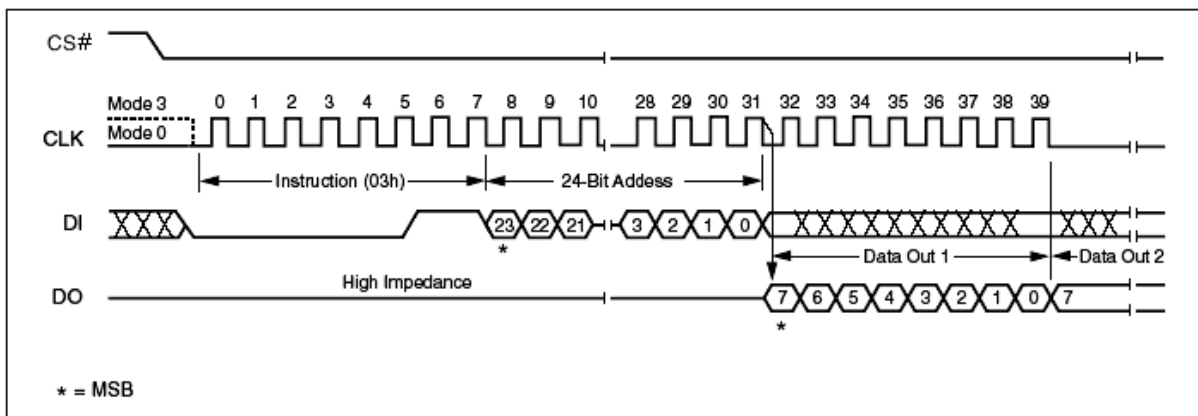 CS#
Mode 3
0 1 2 3 4 5 6 7 8 9 10 28 29 30 31 32 33 34 35 36 37 38 39
Mode 0
CLK
Instruction (03h)
24-Bit Addess
DI
23 22 21 3 2 1 0
*
Data Out 1
Data Out 2
High Impedance
DO
7 6 5 4 3 2 1 0 7
*
* = MSB